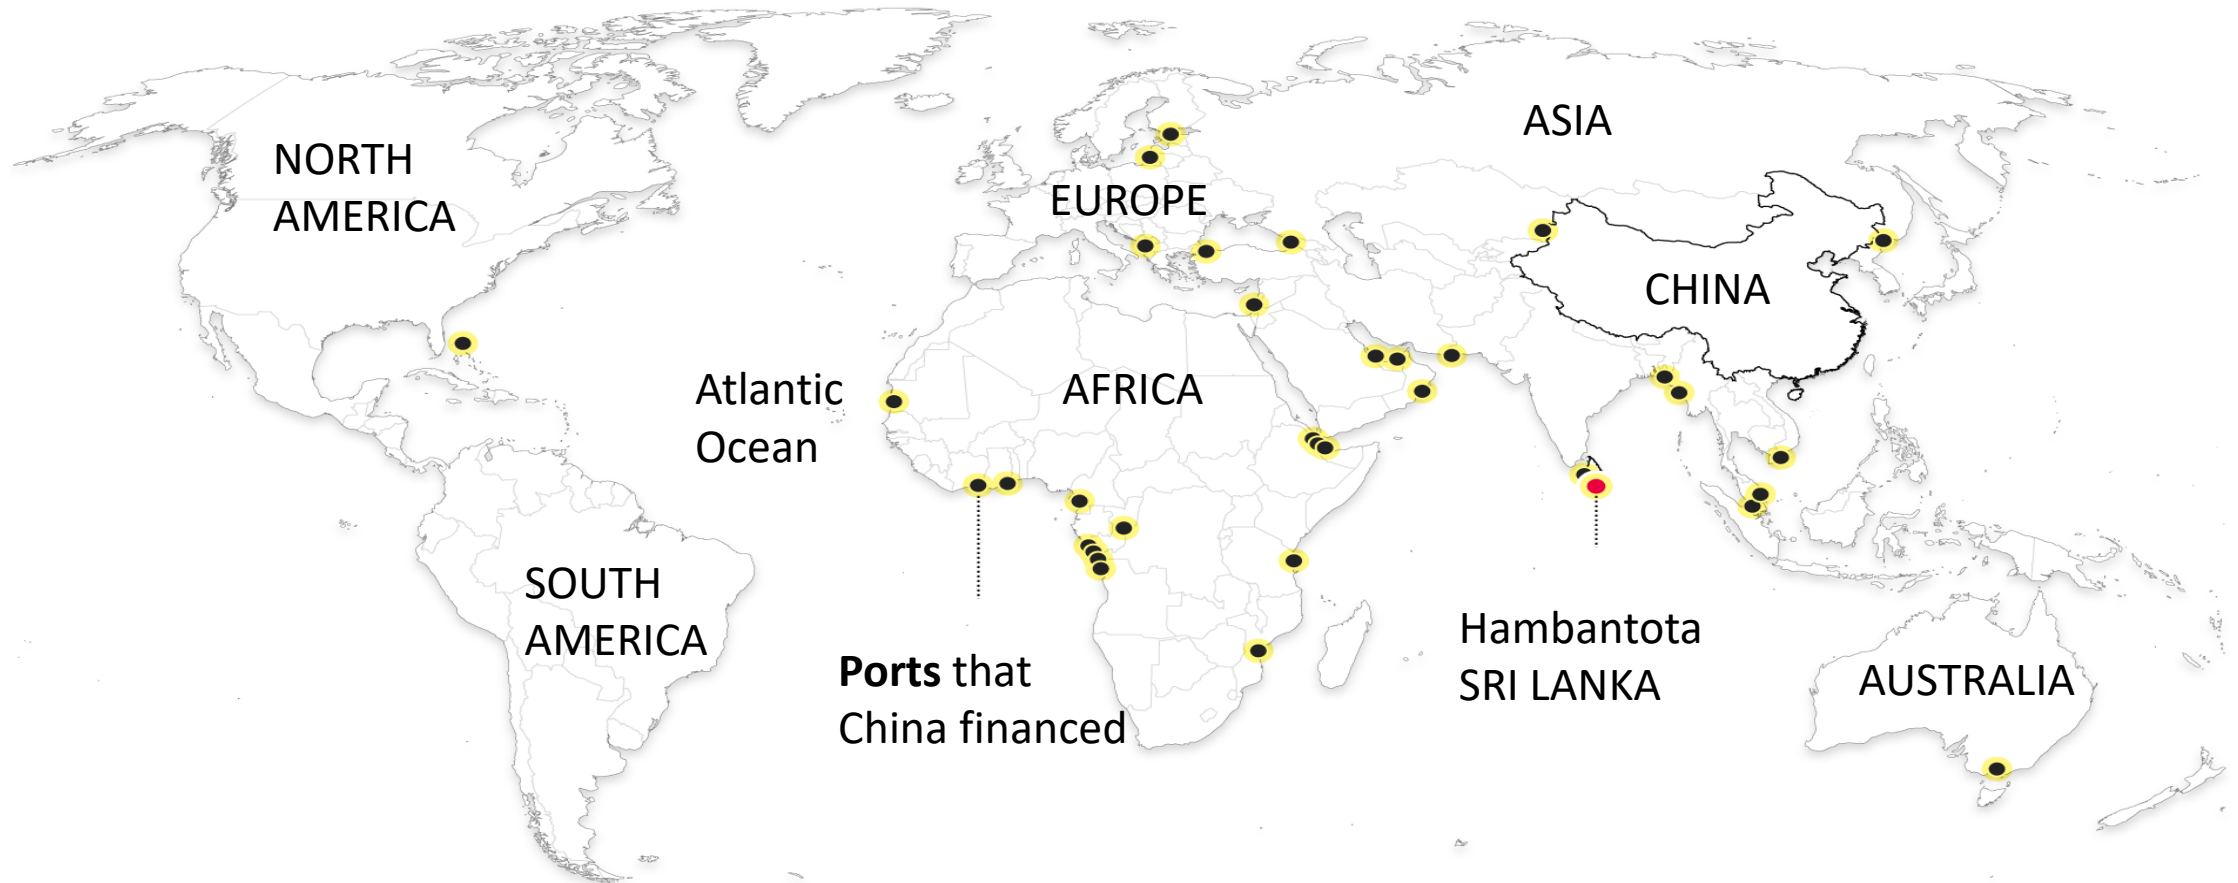 NORTH
AMERICA
ASIA
EUROPE
CHINA
Atlantic
Ocean
AFRICA
SOUTH
AMERICA
Ports that
China financed
Hambantota
SRI LANKA
AUSTRALIA